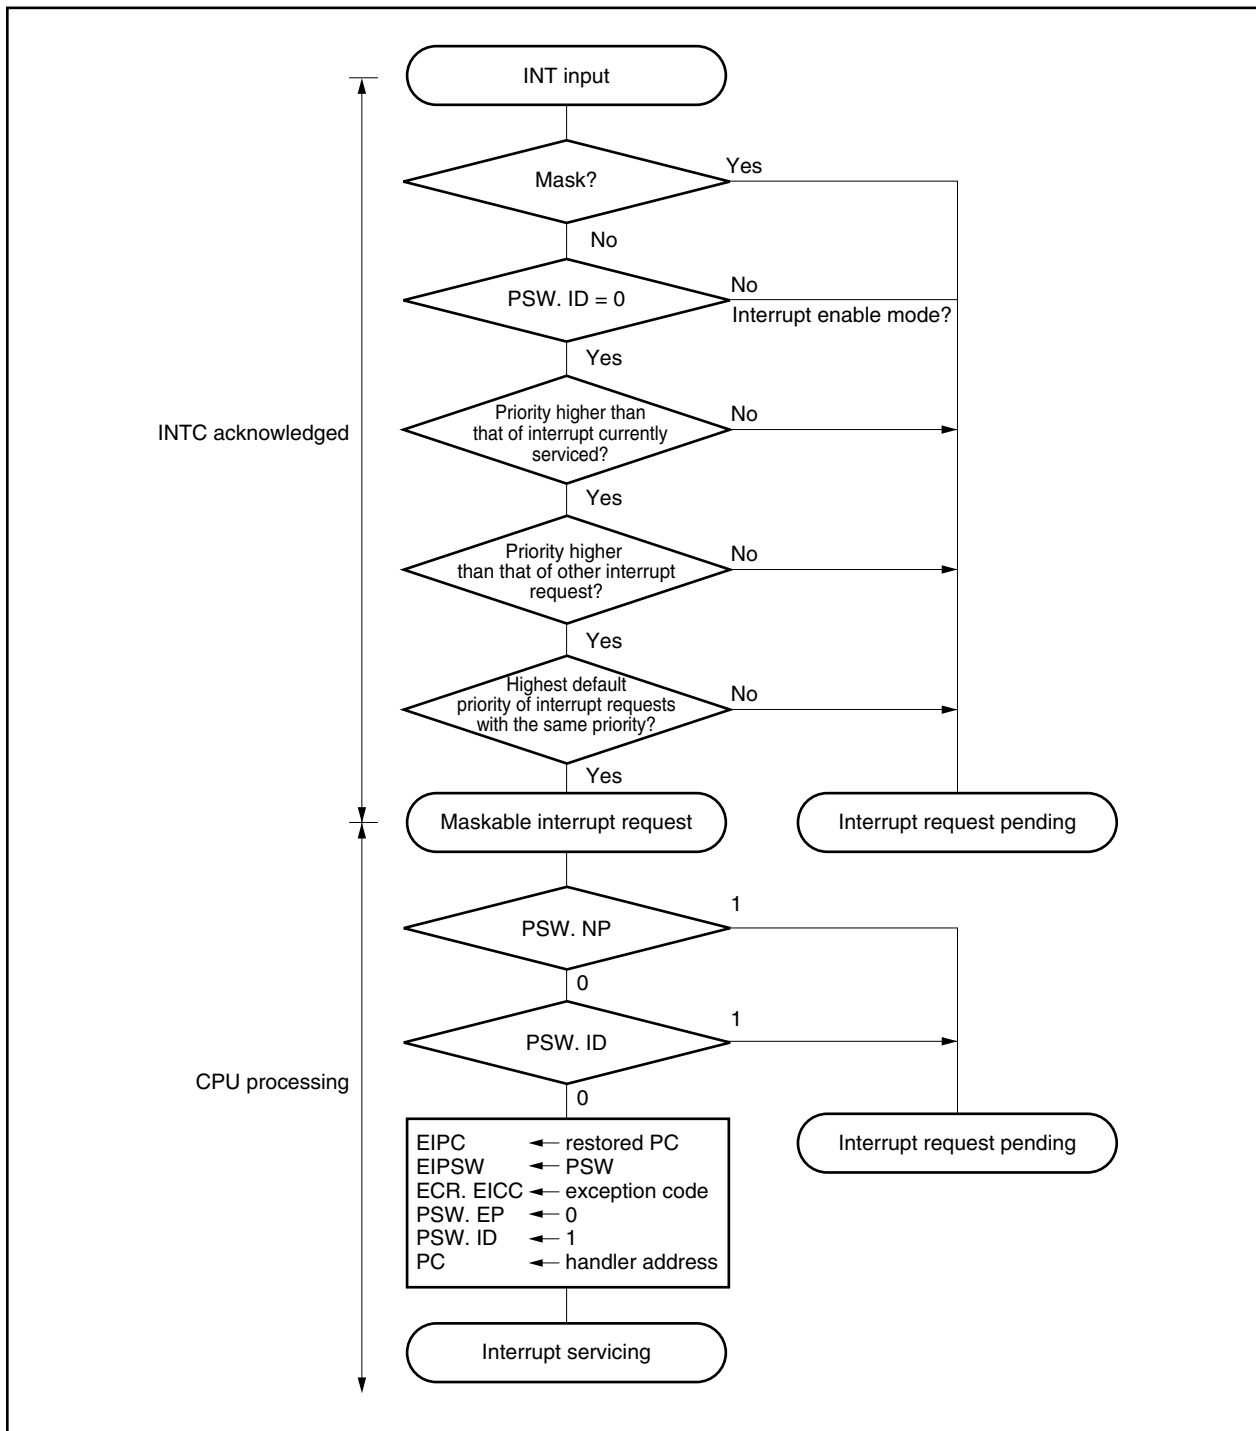 INT input
Mask?
Yes
No
PSW. ID = 0
No
Interrupt enable mode?
Yes
Priority higher than
that of interrupt currently
serviced?
No
INTC acknowledged
Yes
Priority higher
than that of other interrupt
request?
No
Yes
Highest default
priority of interrupt requests
with the same priority?
No
Yes
Maskable interrupt request
Interrupt request pending
PSW. NP
1
0
PSW. ID
1
CPU processing
0
EIPC ← restored PC
EIPSW ← PSW
ECR. EICC ← exception code
PSW. EP ← 0
PSW. ID ← 1
PC ← handler address
Interrupt request pending
Interrupt servicing